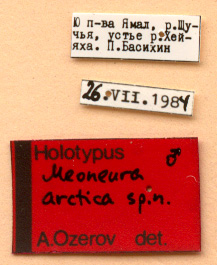 Ю п-ва Ямал, р.Щу-
чья, устье р.Хей-
яха. П.Басихин
26.VII.1984
Holotypus ♂
Meoneura
arctica sp.n.
A.Ozerov det.